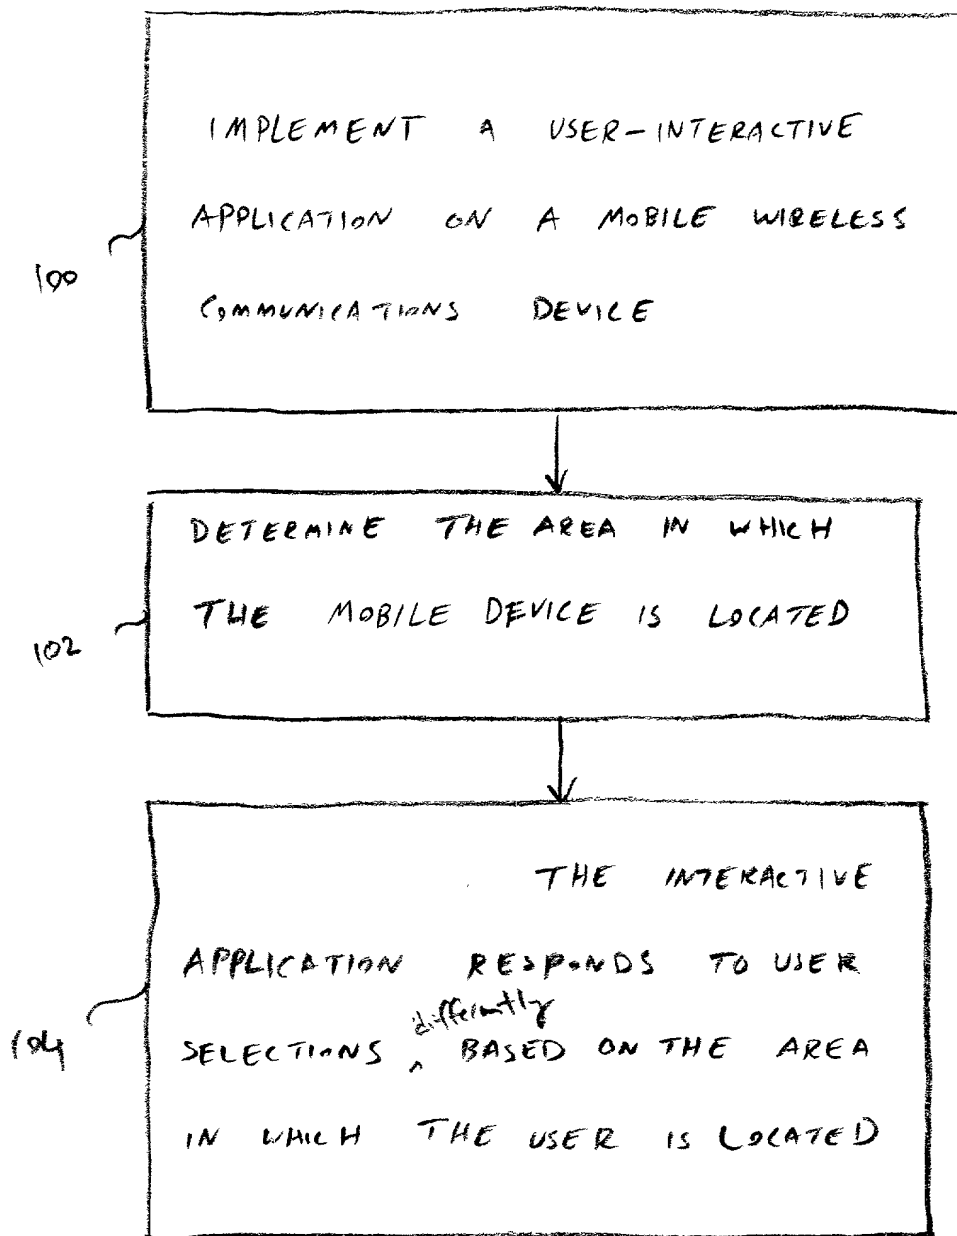 IMPLEMENT A USER-INTERACTIVE
APPLICATION ON A MOBILE WIRELESS
COMMUNICATIONS DEVICE
100
DETERMINE THE AREA IN WHICH
THE MOBILE DEVICE IS LOCATED
102
THE INTERACTIVE
APPLICATION RESPONDS TO USER
differently
SELECTIONS ^ BASED ON THE AREA
104
IN WHICH THE USER IS LOCATED